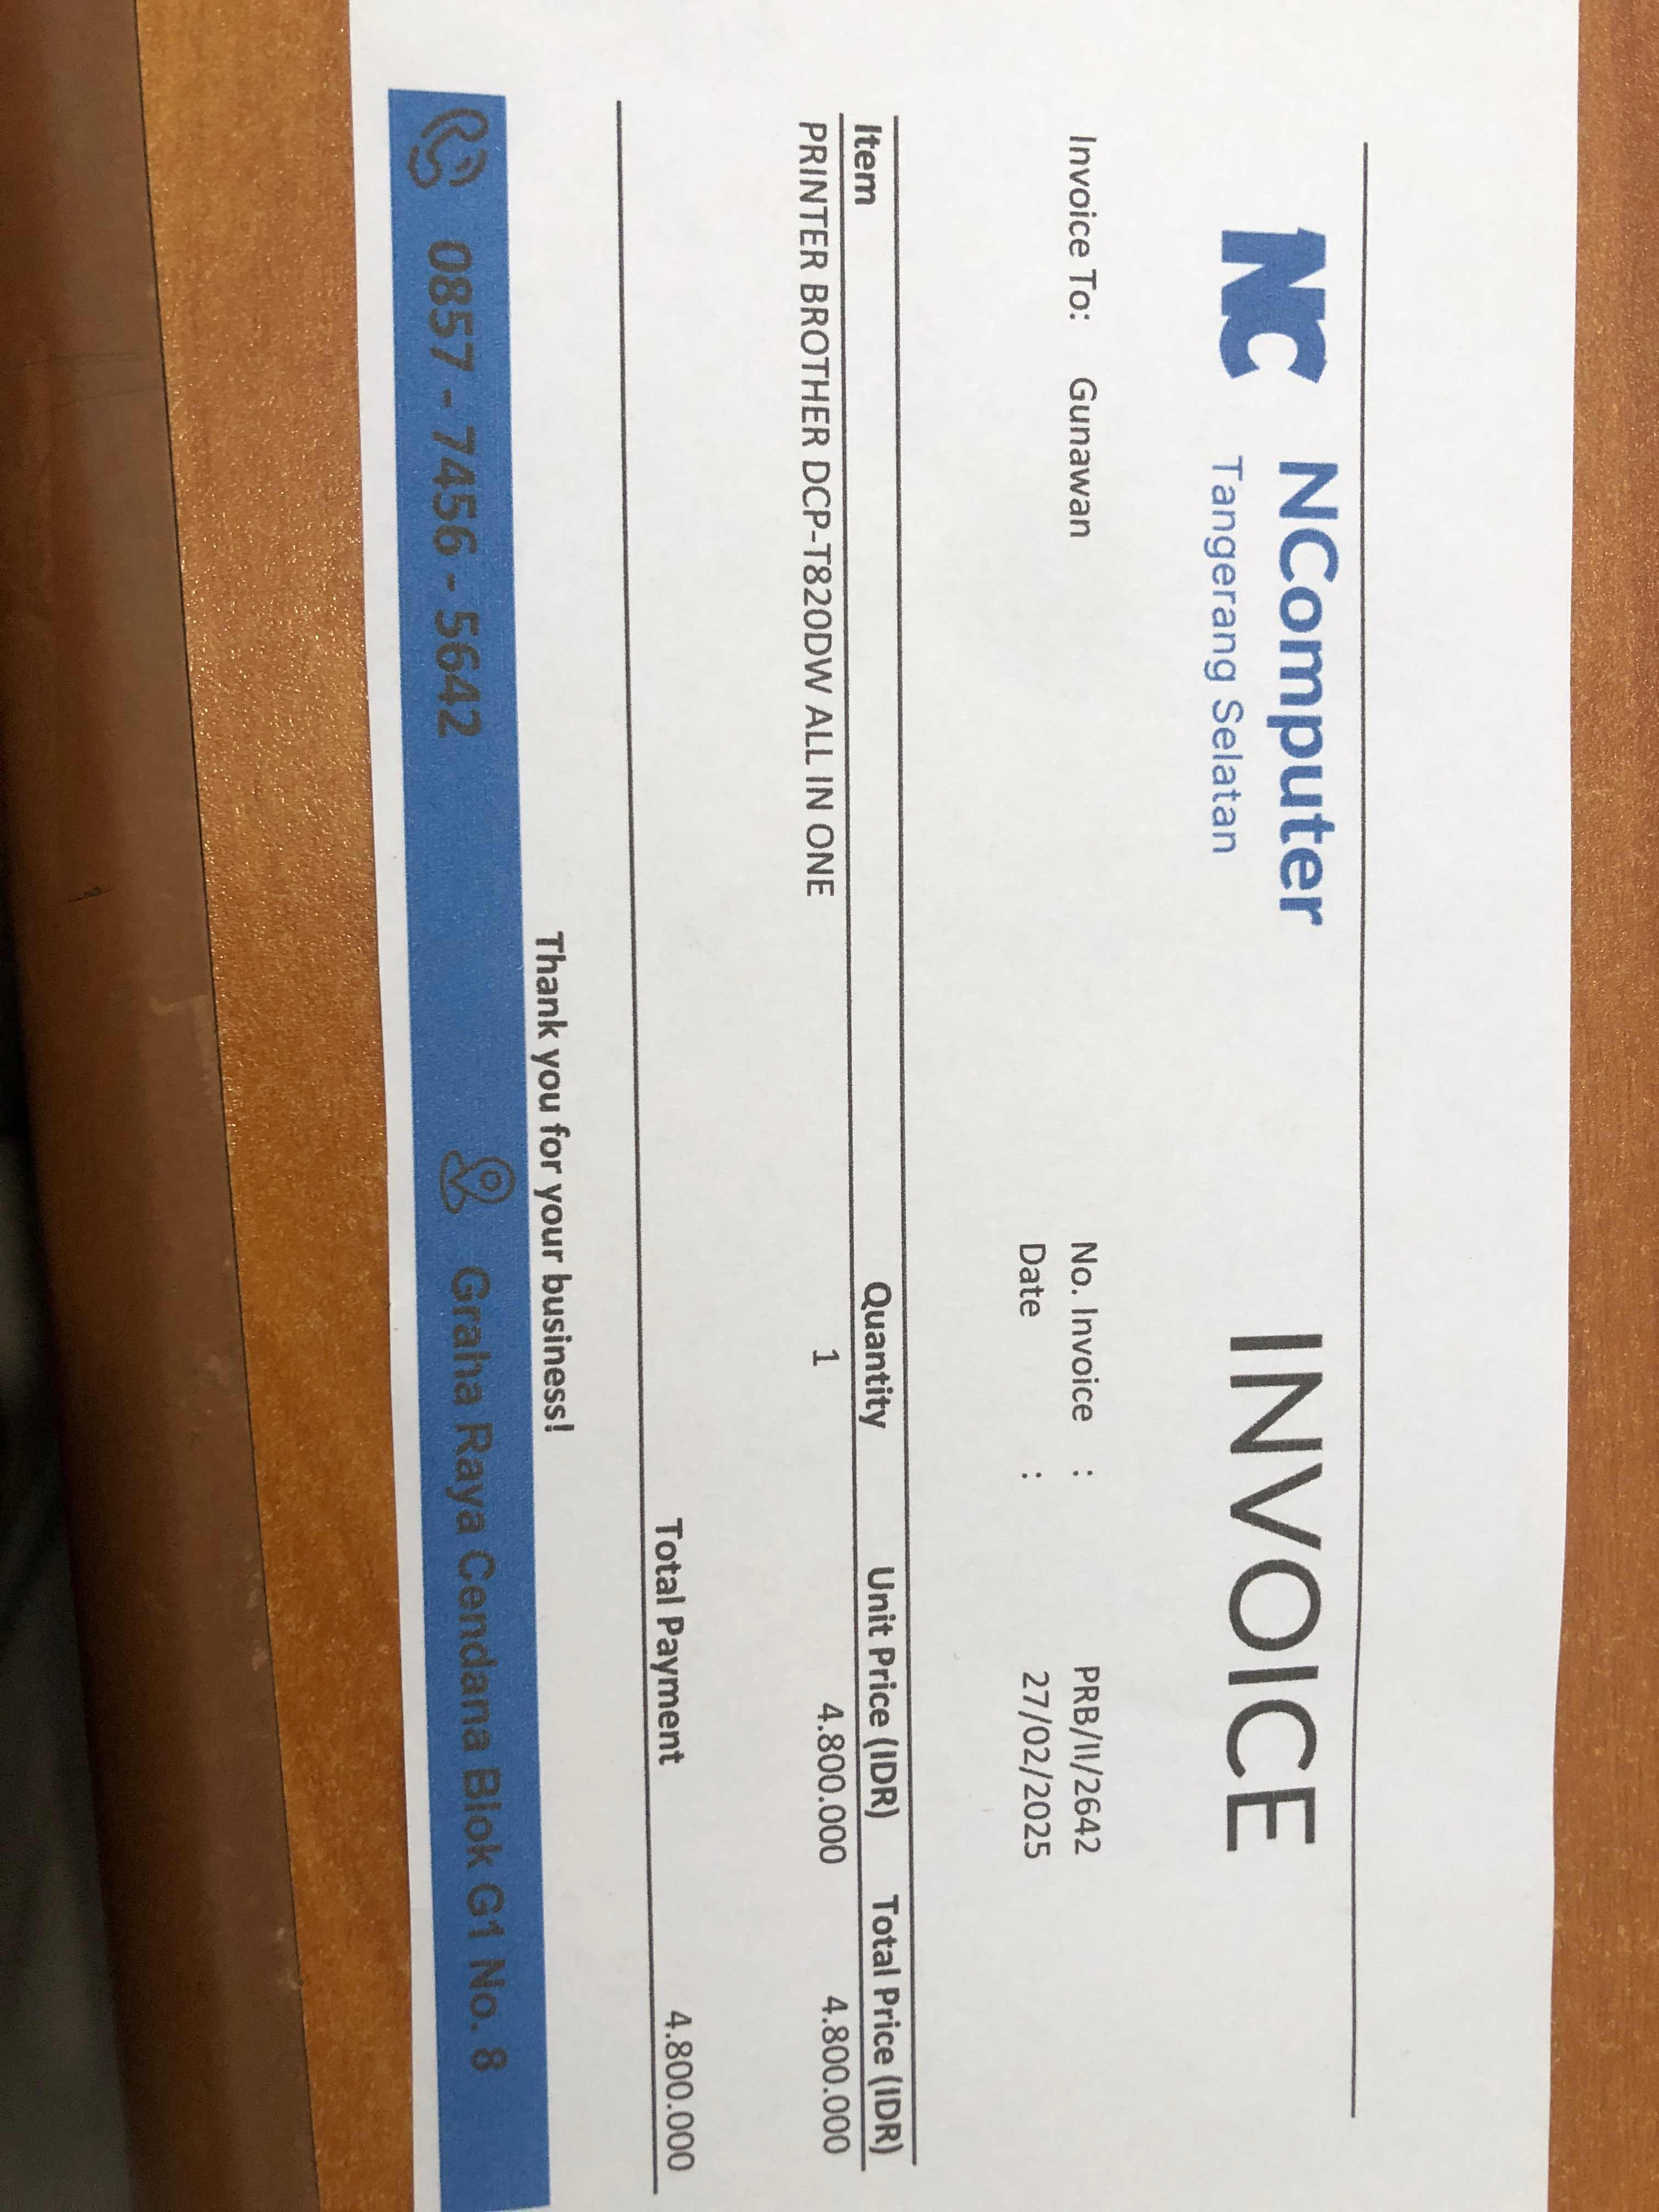 NC NComputer INVOICE
Tangerang Selatan
Invoice To: Gunawan No. Invoice : PRB/II/2642
Date : 27/02/2025
Item Quantity Unit Price (IDR) Total Price (IDR)
PRINTER BROTHER DCP-T820DW ALL IN ONE 1 4.800.000 4.800.000
Total Payment 4.800.000
Thank you for your business!
0857 - 7456 - 5642 Graha Raya Cendana Blok G1 No. 8